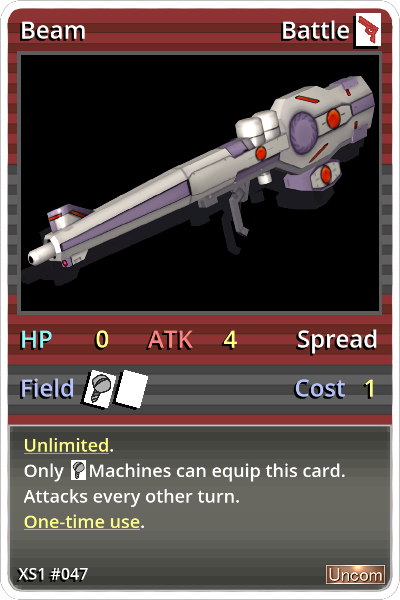 Beam Battle
HP 0 ATK 4 Spread
Field Cost 1
Unlimited.
Only Machines can equip this card.
Attacks every other turn.
One-time use.
XS1 #047 Uncom